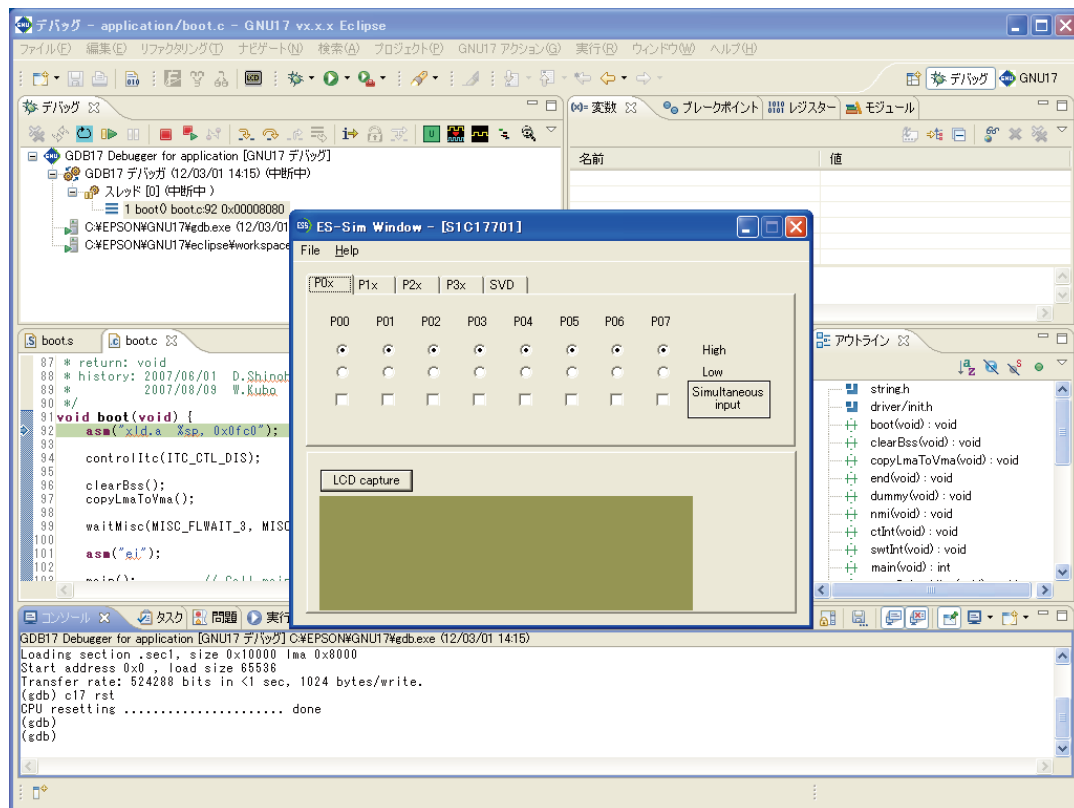 デバッグ - application/boot.c - GNU17 vx.x.x Eclipse
ファイル(F) 編集(E) リファクタリング(T) ナビゲート(N) 検索(A) プロジェクト(P) GNU17 アクション(G) 実行(R) ウィンドウ(W) ヘルプ(H)
デバッグ GNU17
デバッグ
GDB17 Debugger for application [GNU17 デバッグ]
GDB17 デバッガ (12/03/01 14:15) (中断中)
スレッド [0] (中断中 )
1 boot() boot.c:92 0x00008080
C:¥EPSON¥GNU17¥gdb.exe (12/03/01
C:¥EPSON¥GNU17¥eclipse¥workspace
(x)= 変数 ブレークポイント レジスター モジュール
名前 値
ES-Sim Window - [S1C17701]
File Help
P0x P1x P2x P3x SVD
P00 P01 P02 P03 P04 P05 P06 P07
High
Low
Simultaneous
input
LCD capture
boot.s boot.c
87 * return: void
88 * history: 2007/06/01 D.Shinob
89 * 2007/08/09 W.Kubo
90 */
91 void boot(void) {
92 asm("xld.a %sp, 0x0fc0");
93
94 controlItc(ITC_CTL_DIS);
95
96 clearBss();
97 copyLmaToVma();
98
99 waitMisc(MISC_FLWAIT_3, MISC
100
101 asm("ei");
102
103 main(); // Call main
アウトライン
string.h
driver/init.h
boot(void) : void
clearBss(void) : void
copyLmaToVma(void) : void
end(void) : void
dummy(void) : void
nmi(void) : void
ctInt(void) : void
swtInt(void) : void
main(void) : int
コンソール タスク 問題 実行
GDB17 Debugger for application [GNU17 デバッグ] C:¥EPSON¥GNU17¥gdb.exe (12/03/01 14:15)
Loading section .sec1, size 0x10000 lma 0x8000
Start address 0x0 , load size 65536
Transfer rate: 524288 bits in <1 sec, 1024 bytes/write.
(gdb) c17 rst
CPU resetting ...................... done
(gdb)
(gdb)